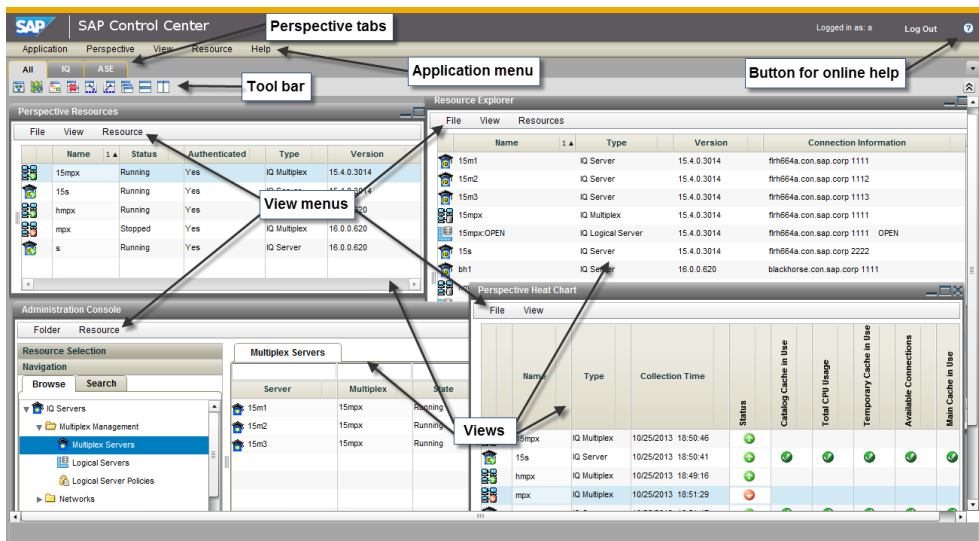 SAP SAP Control Center
Perspective tabs
Logged in as: a
Log Out
?
Application Perspective View Resource Help
Application menu
Button for online help
All IQ ASE
Tool bar
Perspective Resources
File View Resource
Name 1 Status Authenticated Type Version
15mpx Running Yes IQ Multiplex 15.4.0.3014
15s Running Yes IQ Server 15.4.0.3014
hmpx Running Yes
mpx Stopped Yes IQ Multiplex 16.0.0.620
s Running Yes IQ Server 16.0.0.620
View menus
Resource Explorer
File View Resources
Name 1 Type Version Connection Information
15m1 IQ Server 15.4.0.3014 flrh664a.con.sap.corp 1111
15m2 IQ Server 15.4.0.3014 flrh664a.con.sap.corp 1112
15m3 IQ Server 15.4.0.3014 flrh664a.con.sap.corp 1113
15mpx IQ Multiplex 15.4.0.3014 flrh664a.con.sap.corp 1111
15mpx:OPEN IQ Logical Server 15.4.0.3014 flrh664a.con.sap.corp 1111 OPEN
15s IQ Server 15.4.0.3014 flrh664a.con.sap.corp 2222
bh1 IQ Server 16.0.0.620 blackhorse.con.sap.corp 1111
Administration Console
Folder Resource
Resource Selection
Navigation
Browse Search
IQ Servers
Multiplex Management
Multiplex Servers
Logical Servers
Logical Server Policies
Networks
Multiplex Servers
Server Multiplex State
15m1 15mpx Running
15m2 15mpx Running
15m3 15mpx Running
Views
Perspective Heat Chart
File View
Name Type Collection Time Status Catalog Cache in Use Total CPU Usage Temporary Cache in Use Available Connections Main Cache in Use
15mpx IQ Multiplex 10/25/2013 18:50:46
15s IQ Server 10/25/2013 18:50:41
hmpx IQ Multiplex 10/25/2013 18:49:16
mpx IQ Multiplex 10/25/2013 18:51:29